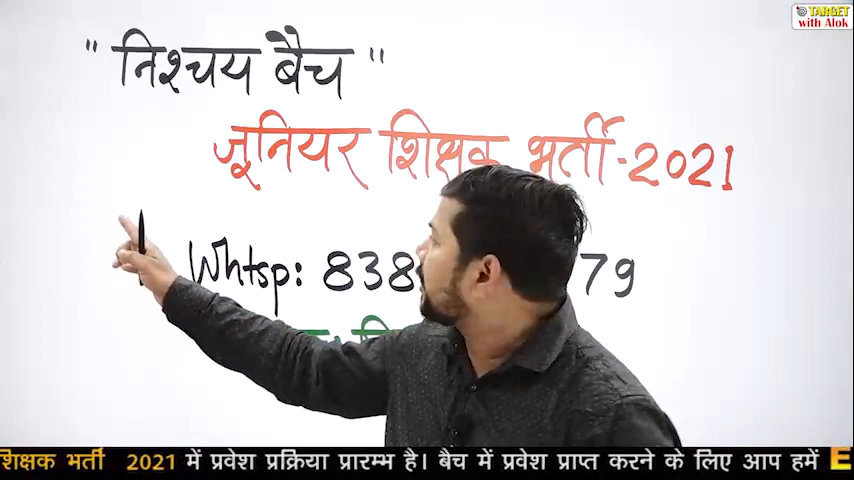 TARGET
with Alok
" निश्चय बैच "
जूनियर शिक्षक भर्ती-2021
Whtsp: 838 79
शिक्षक भर्ती 2021 में प्रवेश प्रक्रिया प्रारम्भ है। बैच में प्रवेश प्राप्त करने के लिए आप हमें E